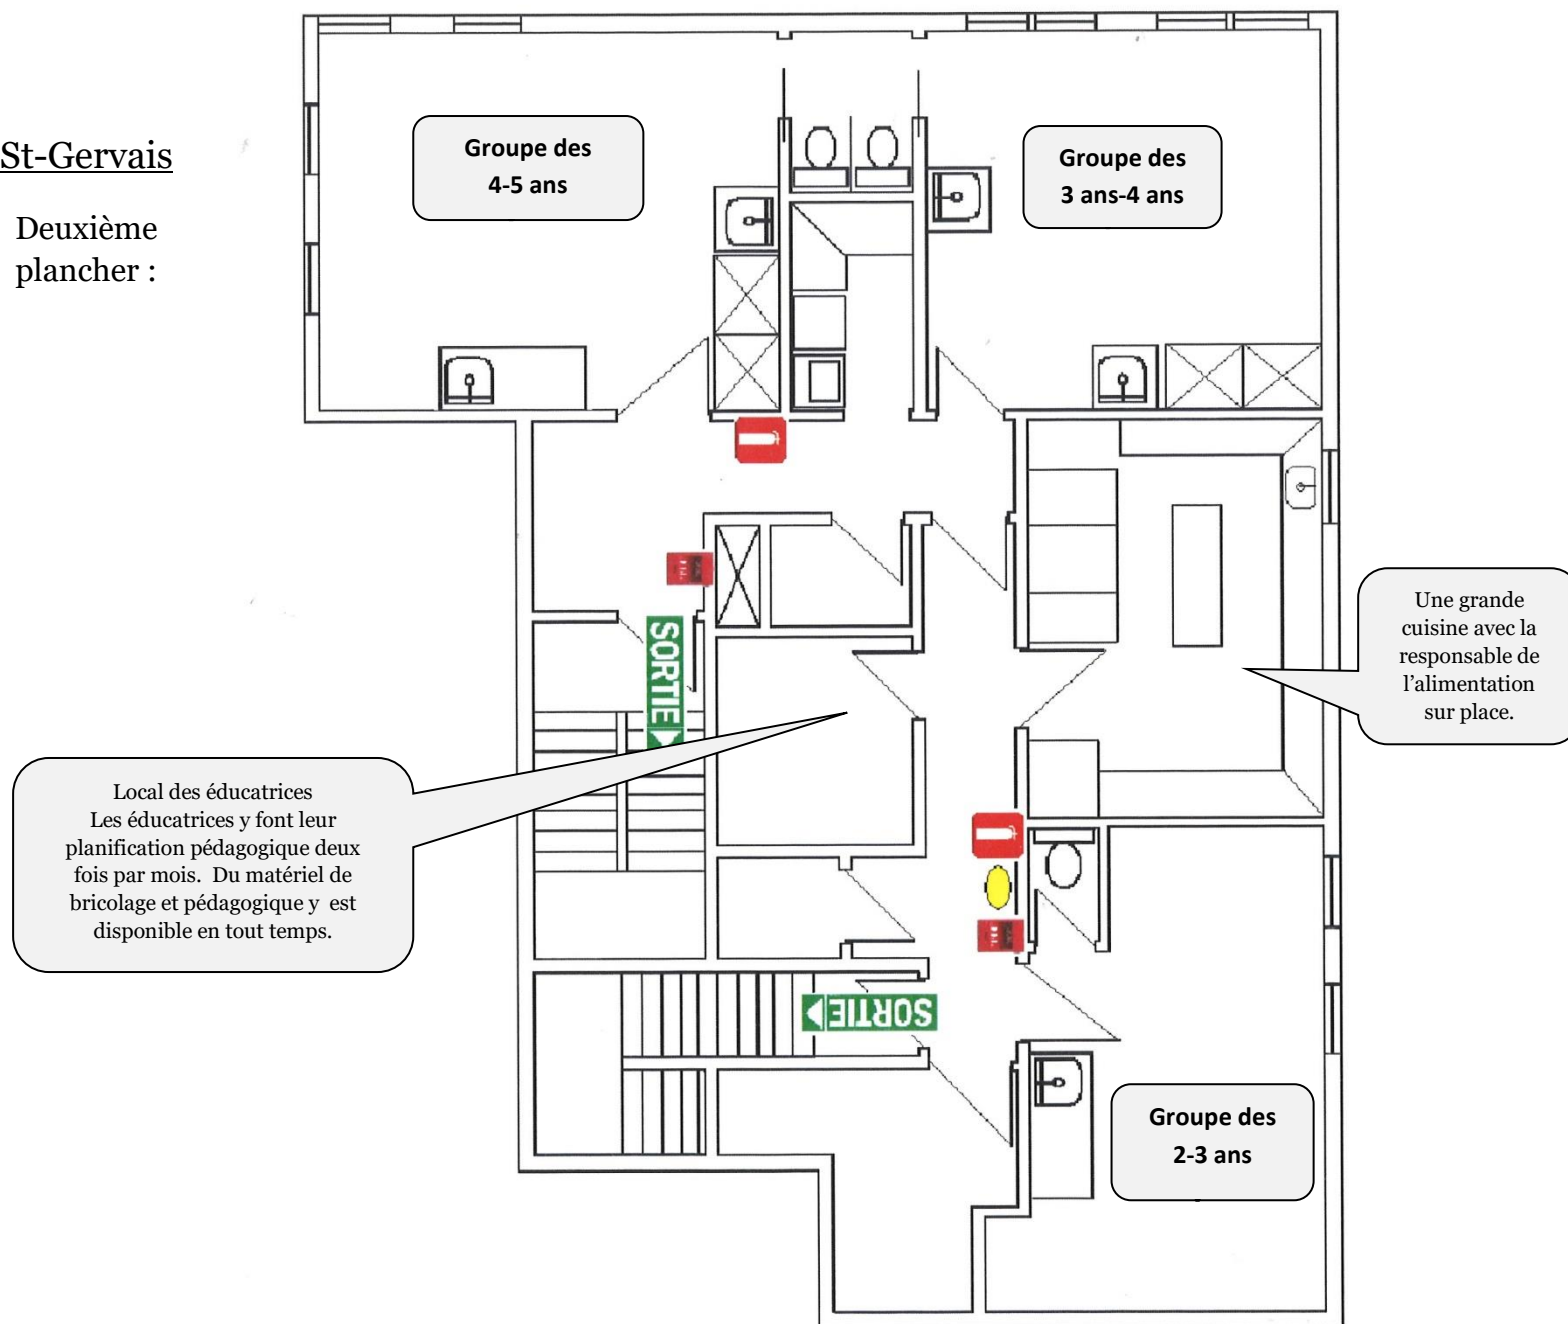 St-Gervais
Deuxième
plancher :
Groupe des
4-5 ans
Groupe des
3 ans-4 ans
SORTIE
Une grande
cuisine avec la
responsable de
l’alimentation
sur place.
Local des éducatrices
Les éducatrices y font leur
planification pédagogique deux
fois par mois.  Du matériel de
bricolage et pédagogique y  est
disponible en tout temps.
SORTIE
Groupe des
2-3 ans